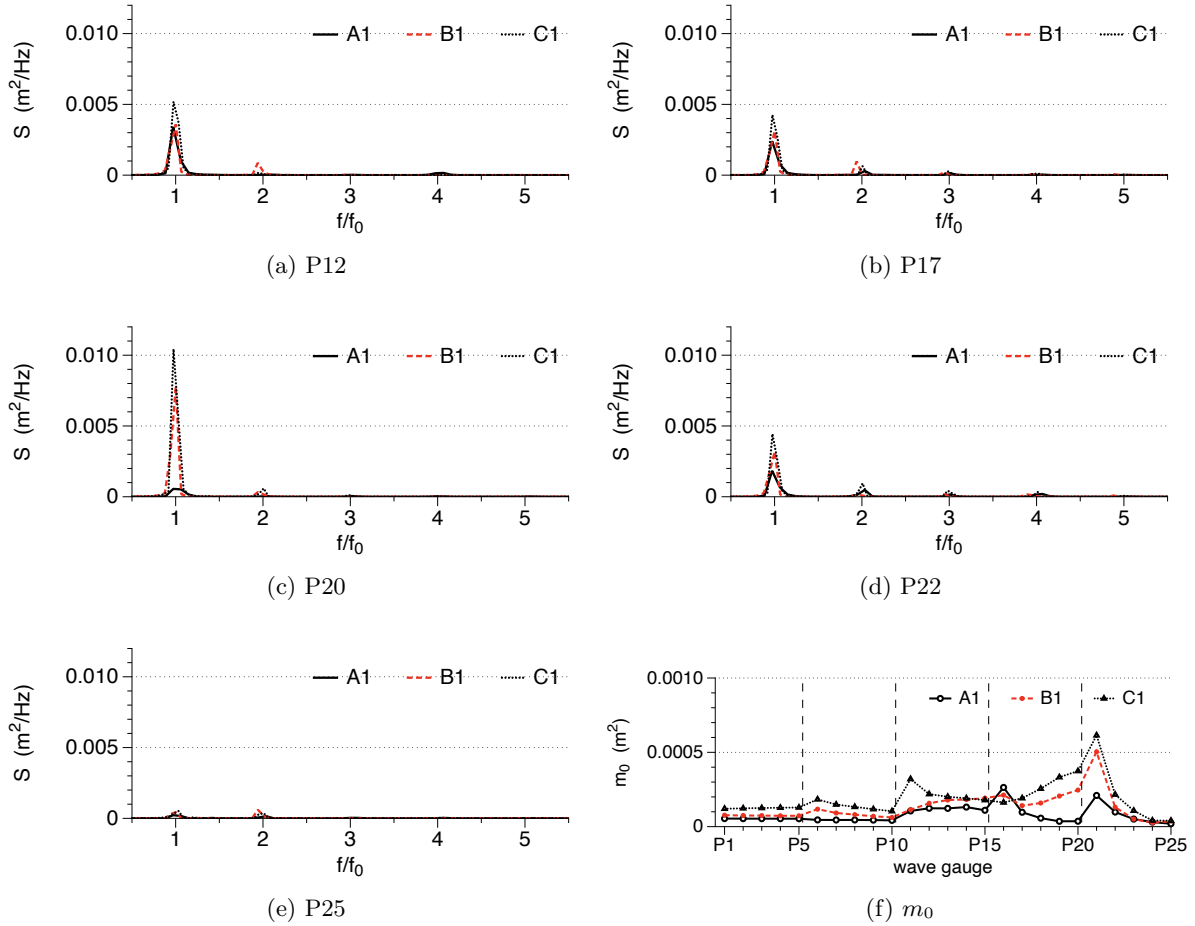 0.010
0.005
0
S (m²/Hz)
A1 B1 C1
1 2 3 4 5
f/f₀
(a) P12
0.010
0.005
0
S (m²/Hz)
A1 B1 C1
1 2 3 4 5
f/f₀
(b) P17
0.010
0.005
0
S (m²/Hz)
A1 B1 C1
1 2 3 4 5
f/f₀
(c) P20
0.010
0.005
0
S (m²/Hz)
A1 B1 C1
1 2 3 4 5
f/f₀
(d) P22
0.010
0.005
0
S (m²/Hz)
A1 B1 C1
1 2 3 4 5
f/f₀
(e) P25
0.0010
0.0005
0
m₀ (m²)
A1 B1 C1
P1 P5 P10 P15 P20 P25
wave gauge
(f) m₀